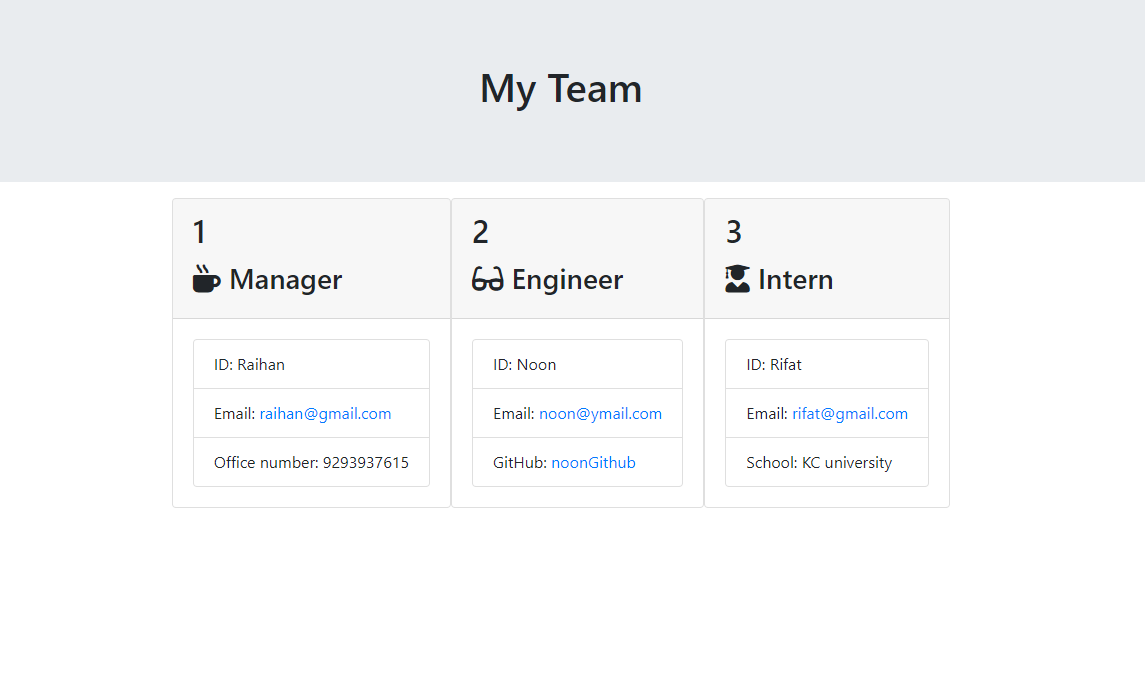 My Team
1
Manager
ID: Raihan
Email: raihan@gmail.com
Office number: 9293937615
2
Engineer
ID: Noon
Email: noon@ymail.com
GitHub: noonGithub
3
Intern
ID: Rifat
Email: rifat@gmail.com
School: KC university